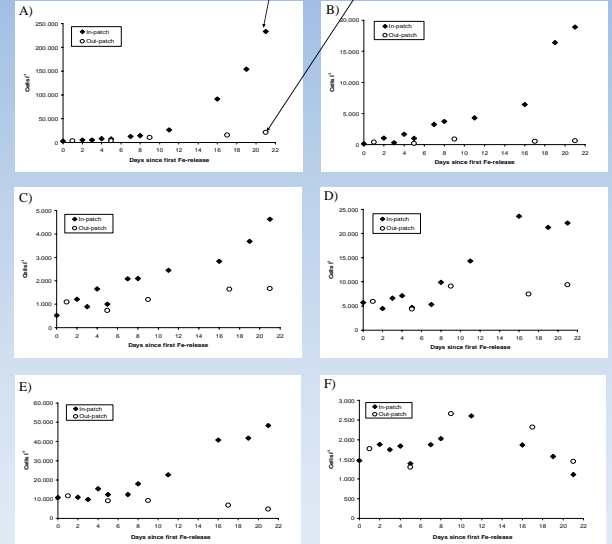 A)
250.000
200.000
150.000
100.000
50.000
0
Cells l⁻¹
In-patch
Out-patch
0 2 4 6 8 10 12 14 16 18 20 22
Days since first Fe-release
B)
20.000
15.000
10.000
5.000
0
Cells l⁻¹
In-patch
Out-patch
0 2 4 6 8 10 12 14 16 18 20 22
Days since first Fe-release
C)
5.000
4.000
3.000
2.000
1.000
0
Cells l⁻¹
In-patch
Out-patch
0 2 4 6 8 10 12 14 16 18 20 22
Days since first Fe-release
D)
25.000
20.000
15.000
10.000
5.000
0
Cells l⁻¹
In-patch
Out-patch
0 2 4 6 8 10 12 14 16 18 20 22
Days since first Fe-release
E)
60.000
50.000
40.000
30.000
20.000
10.000
0
Cells l⁻¹
In-patch
Out-patch
0 2 4 6 8 10 12 14 16 18 20 22
Days since first Fe-release
F)
3.000
2.500
2.000
1.500
1.000
500
0
Cells l⁻¹
In-patch
Out-patch
0 2 4 6 8 10 12 14 16 18 20 22
Days since first Fe-release